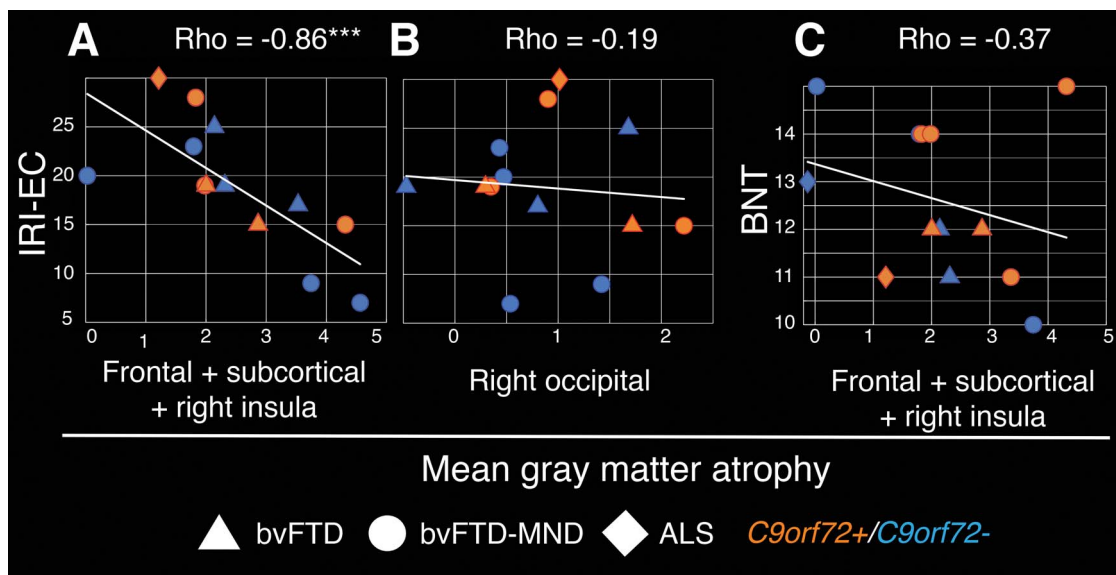 A Rho = -0.86*** B Rho = -0.19 C Rho = -0.37
IRI-EC
25
20
15
10
5
0 1 2 3 4 5
0 1 2
BNT
14
13
12
11
10
0 1 2 3 4 5
Frontal + subcortical
+ right insula
Right occipital
Frontal + subcortical
+ right insula
Mean gray matter atrophy
bvFTD bvFTD-MND ALS C9orf72+/C9orf72-